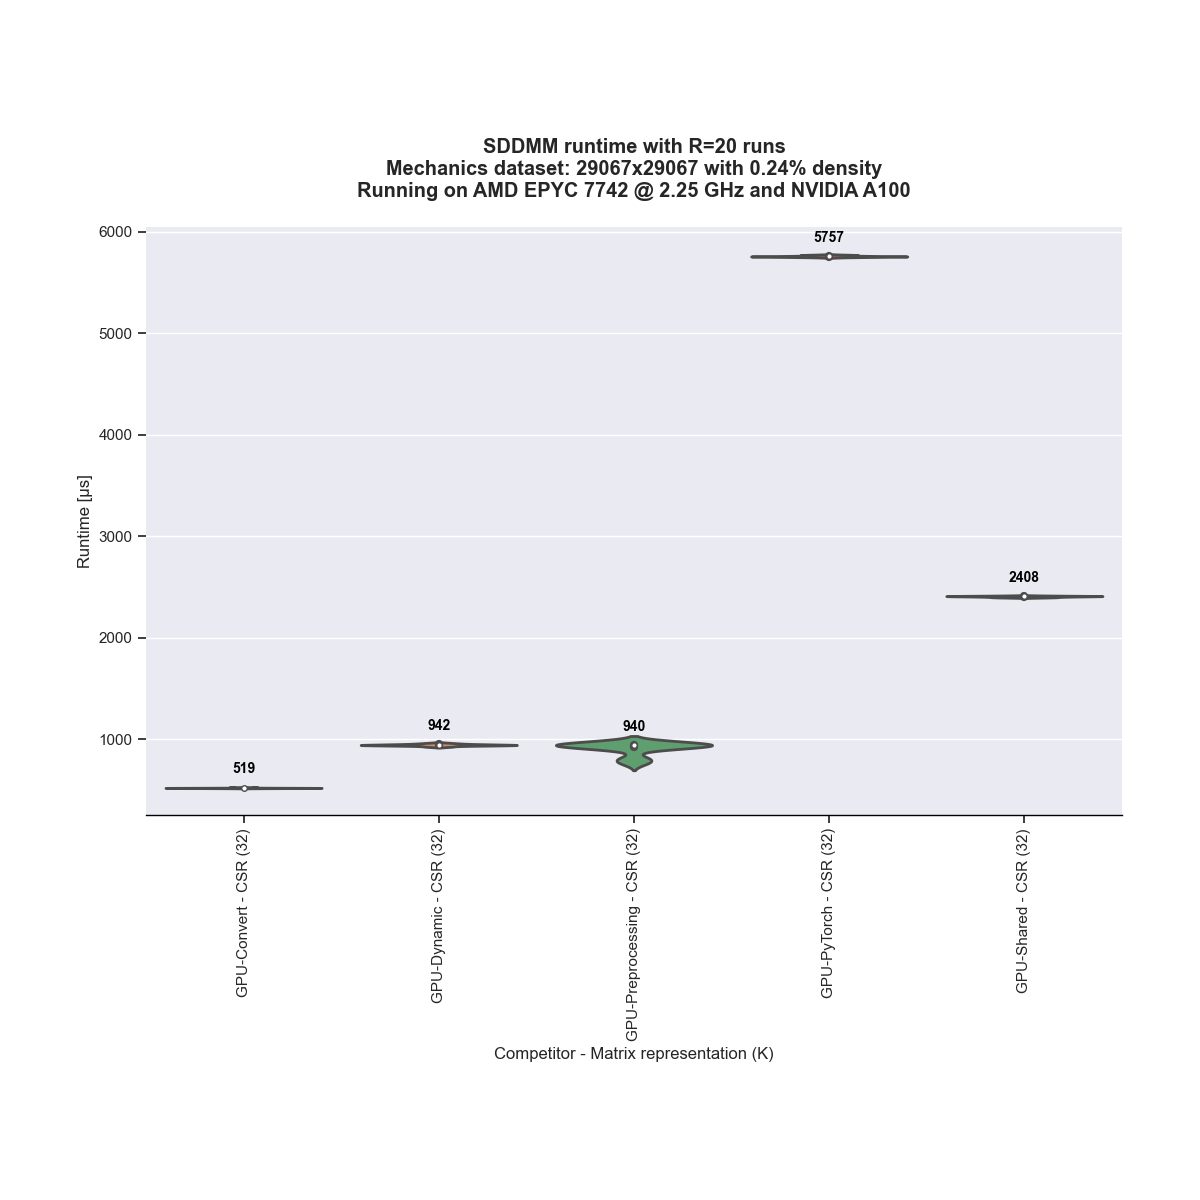 SDDMM runtime with R=20 runs
Mechanics dataset: 29067x29067 with 0.24% density
Running on AMD EPYC 7742 @ 2.25 GHz and NVIDIA A100
6000
5000
4000
3000
2000
1000
Runtime [μs]
519
942
940
5757
2408
GPU-Convert - CSR (32)
GPU-Dynamic - CSR (32)
GPU-Preprocessing - CSR (32)
GPU-PyTorch - CSR (32)
GPU-Shared - CSR (32)
Competitor - Matrix representation (K)